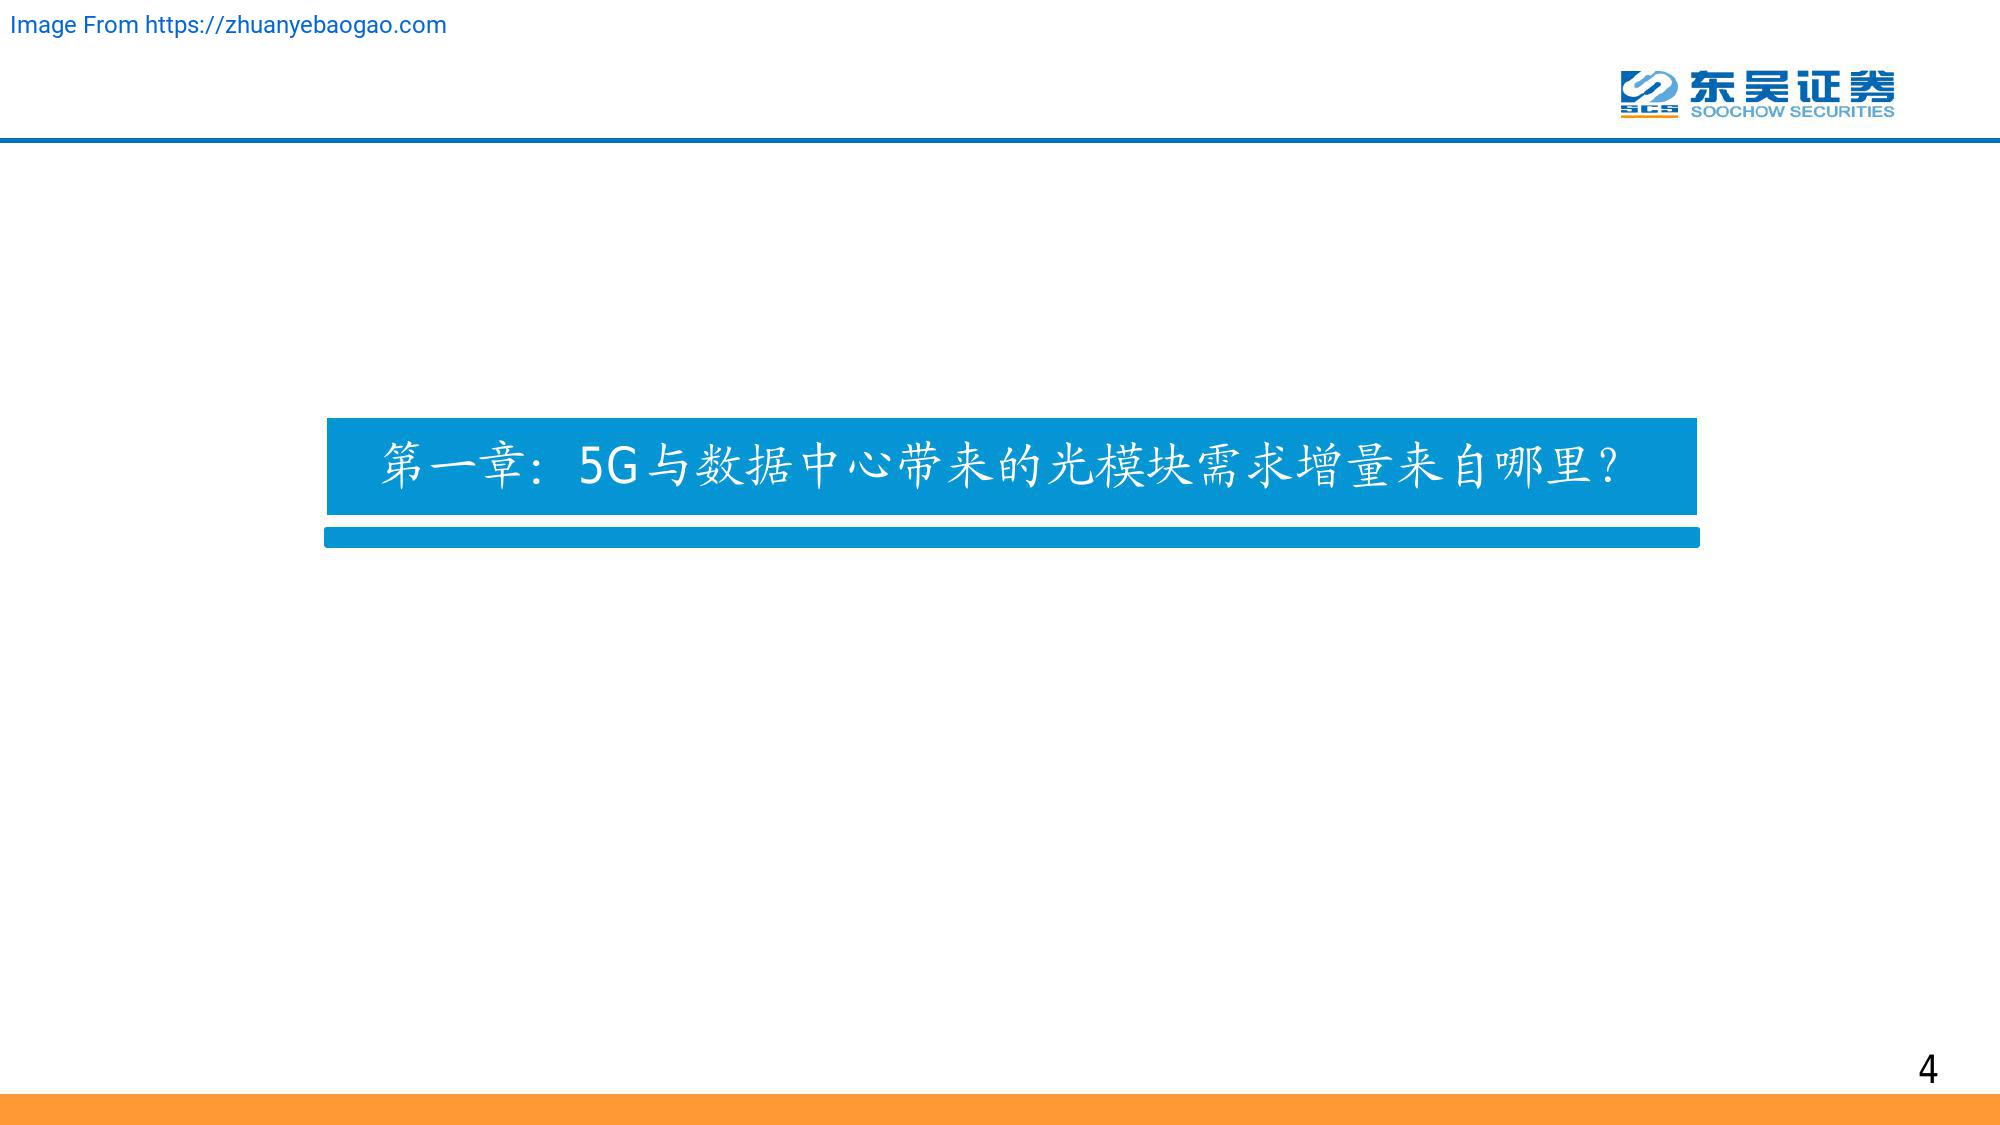 Image From https://zhuanyebaogao.com
东吴证券
SCS
SOOCHOW SECURITIES
第一章：5G与数据中心带来的光模块需求增量来自哪里？
4